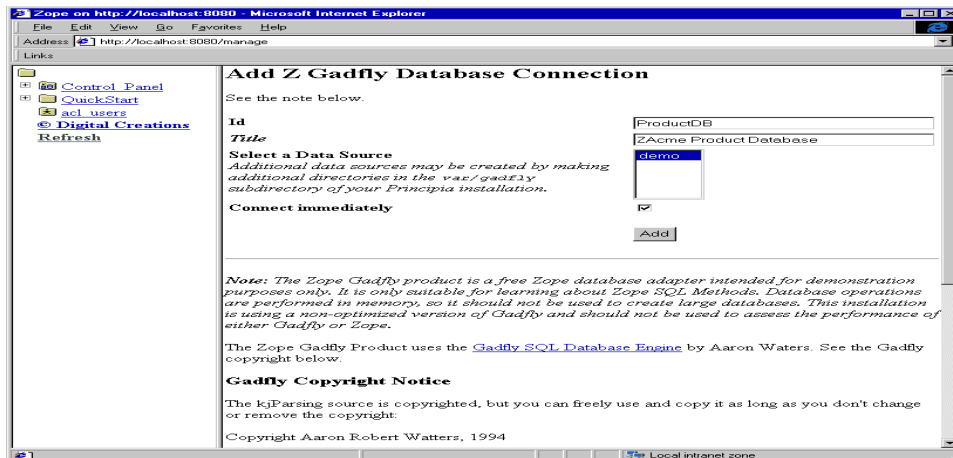 Zope on http://localhost:8080 - Microsoft Internet Explorer
File Edit View Go Favorites Help
Address http://localhost:8080/manage
Links
Control_Panel
QuickStart
acl_users
© Digital Creations
Refresh
Add Z Gadfly Database Connection
See the note below.
Id
ProductDB
Title
ZAcme Product Database
Select a Data Source
demo
Additional data sources may be created by making
additional directories in the var/gadfly
subdirectory of your Principia installation.
Connect immediately
Add
Note: The Zope Gadfly product is a free Zope database adapter intended for demonstration
purposes only. It is only suitable for learning about Zope SQL Methods. Database operations
are performed in memory, so it should not be used to create large databases. This installation
is using a non-optimized version of Gadfly and should not be used to assess the performance of
either Gadfly or Zope.
The Zope Gadfly Product uses the Gadfly SQL Database Engine by Aaron Waters. See the Gadfly
copyright below.
Gadfly Copyright Notice
The kjParsing source is copyrighted, but you can freely use and copy it as long as you don't change
or remove the copyright:
Copyright Aaron Robert Watters, 1994
Local intranet zone